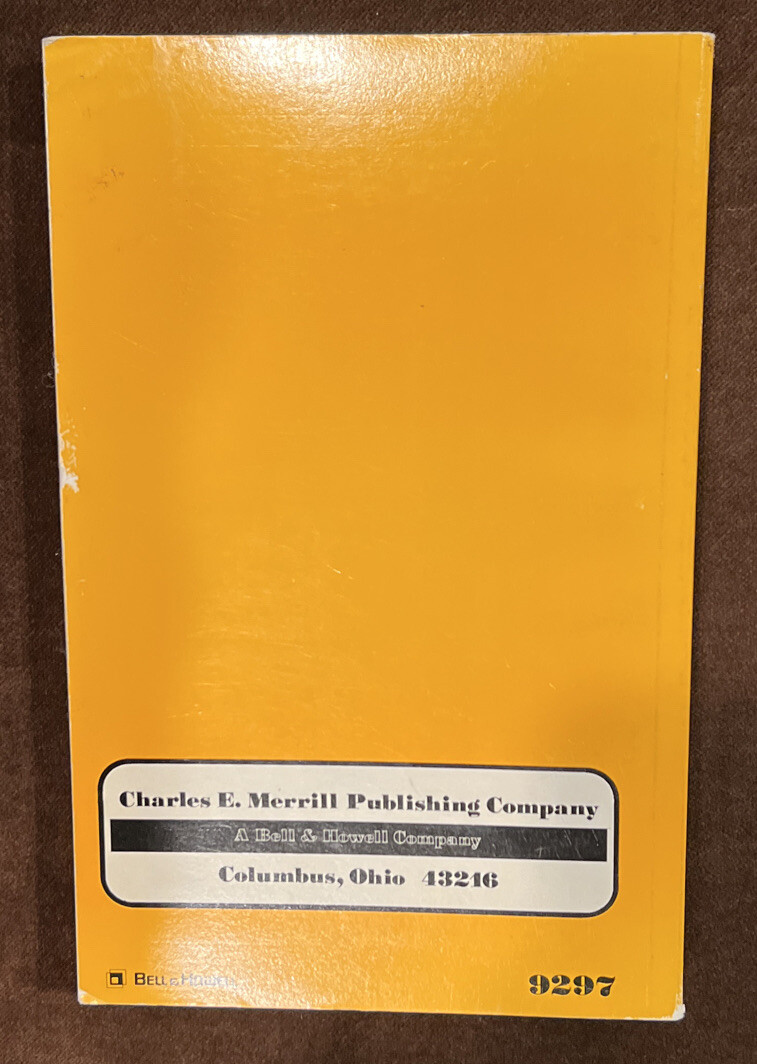 Charles E. Merrill Publishing Company
A Bell & Howell Company
Columbus, Ohio 43216
BELL & HOWELL
9297